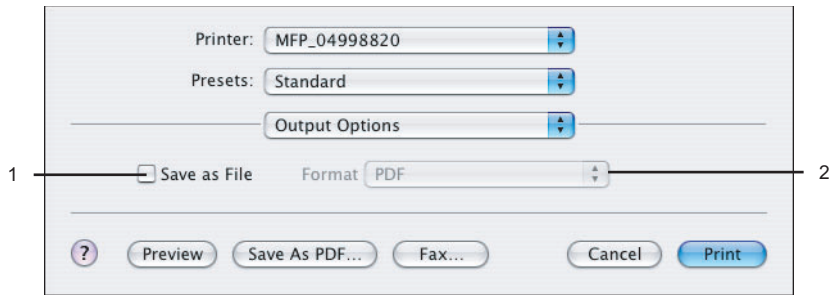 Printer: MFP_04998820
Presets: Standard
Output Options
1 Save as File Format PDF 2
? Preview Save As PDF... Fax... Cancel Print